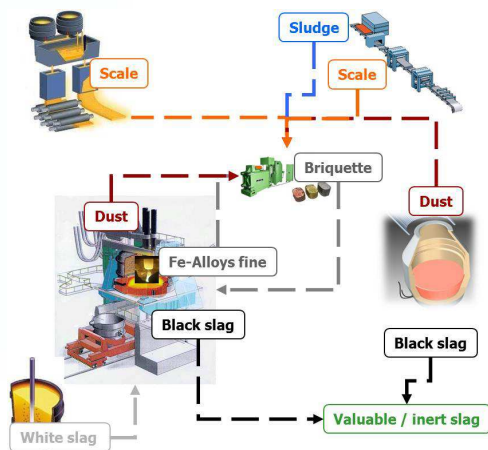 Sludge
Scale
Scale
Briquette
Dust
Dust
Fe-Alloys fine
Black slag
Black slag
Valuable / inert slag
White slag